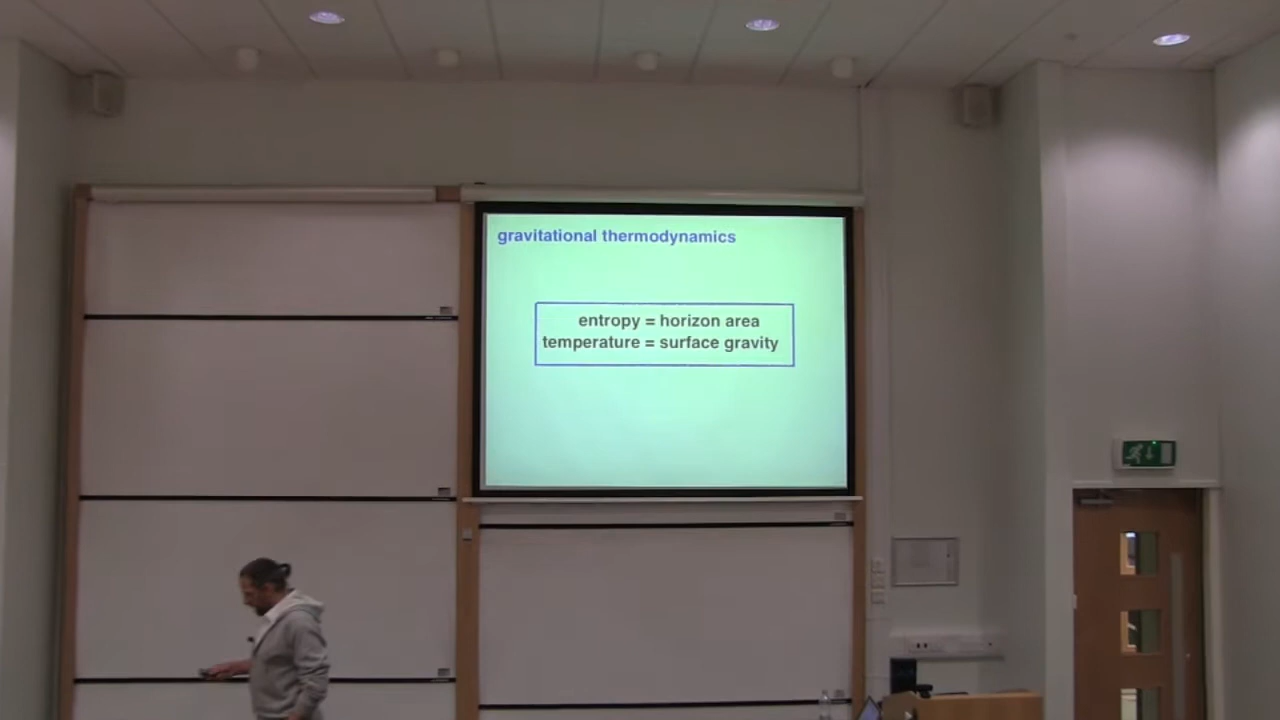 gravitational thermodynamics
entropy = horizon area
temperature = surface gravity